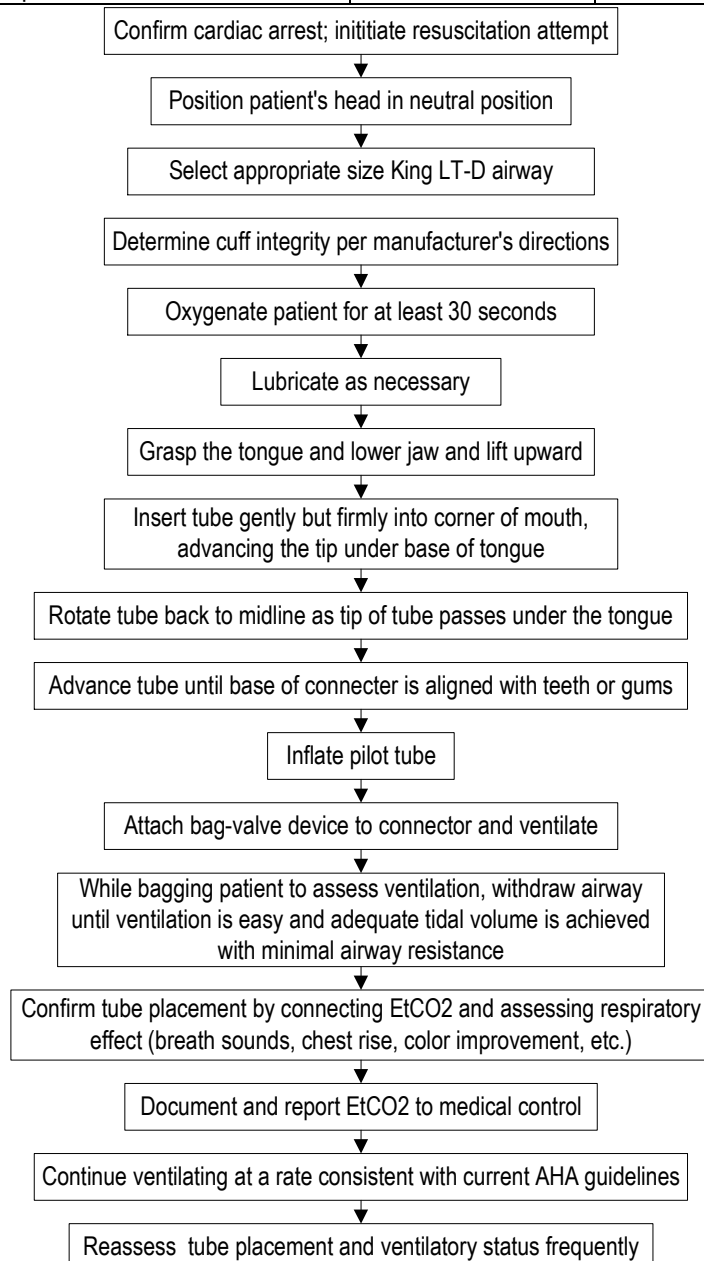 Confirm cardiac arrest; inititiate resuscitation attempt
Position patient's head in neutral position
Select appropriate size King LT-D airway
Determine cuff integrity per manufacturer's directions
Oxygenate patient for at least 30 seconds
Lubricate as necessary
Grasp the tongue and lower jaw and lift upward
Insert tube gently but firmly into corner of mouth,
advancing the tip under base of tongue
Rotate tube back to midline as tip of tube passes under the tongue
Advance tube until base of connecter is aligned with teeth or gums
Inflate pilot tube
Attach bag-valve device to connector and ventilate
While bagging patient to assess ventilation, withdraw airway
until ventilation is easy and adequate tidal volume is achieved
with minimal airway resistance
Confirm tube placement by connecting EtCO2 and assessing respiratory
effect (breath sounds, chest rise, color improvement, etc.)
Document and report EtCO2 to medical control
Continue ventilating at a rate consistent with current AHA guidelines
Reassess tube placement and ventilatory status frequently